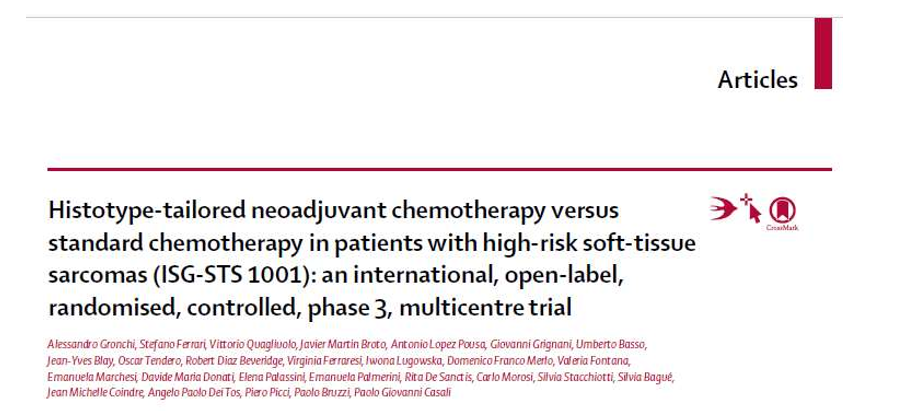 Articles
Histotype-tailored neoadjuvant chemotherapy versus
standard chemotherapy in patients with high-risk soft-tissue
sarcomas (ISG-STS 1001): an international, open-label,
randomised, controlled, phase 3, multicentre trial
CrossMark
Alessandro Gronchi, Stefano Ferrari, Vittorio Quagliuolo, Javier Martin Broto, Antonio Lopez Pousa, Giovanni Grignani, Umberto Basso,
Jean-Yves Blay, Oscar Tendero, Robert Diaz Beveridge, Virginia Ferraresi, Iwona Lugowska, Domenico Franco Merlo, Valeria Fontana,
Emanuela Marchesi, Davide Maria Donati, Elena Palassini, Emanuela Palmerini, Rita De Sanctis, Carlo Morosi, Silvia Stacchiotti, Silvia Bagué,
Jean Michelle Coindre, Angelo Paolo Dei Tos, Piero Picci, Paolo Bruzzi, Paolo Giovanni Casali